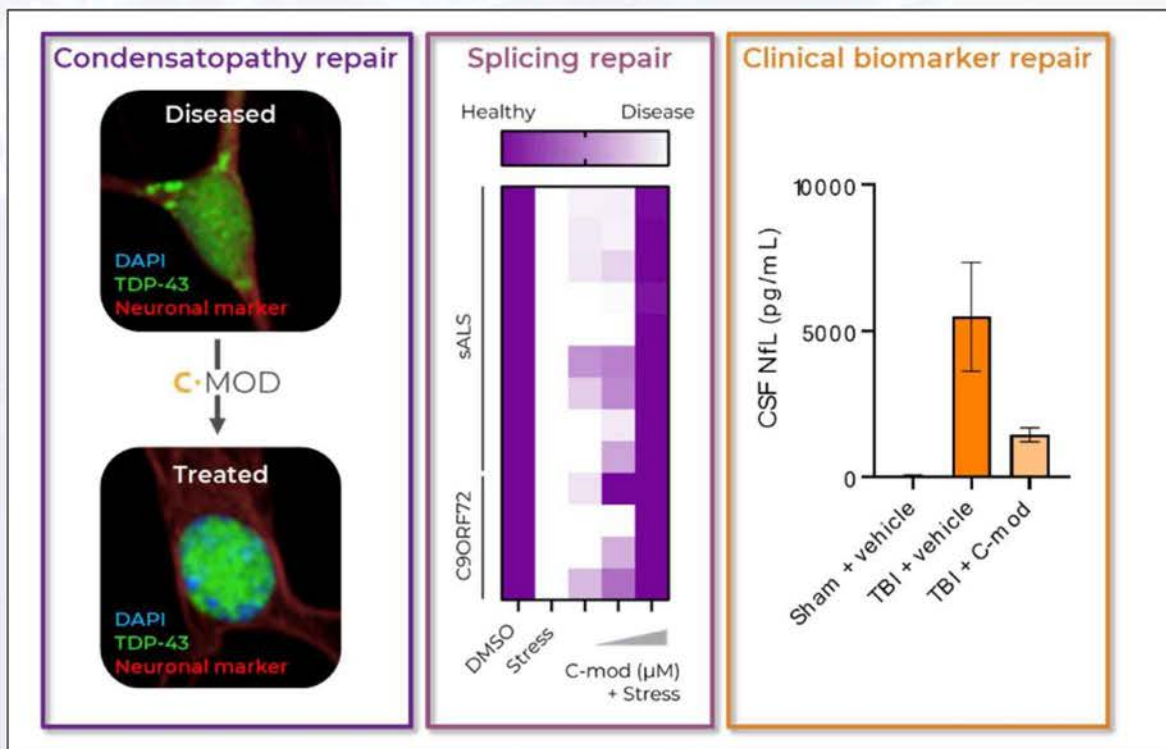 Condensatopathy repair
Diseased
DAPI
TDP-43
Neuronal marker
C·MOD
Treated
DAPI
TDP-43
Neuronal marker
Splicing repair
Healthy Disease
sALS
C9ORF72
DMSO
Stress
C-mod (µM)
+ Stress
Clinical biomarker repair
CSF NfL (pg/mL)
10000
5000
0
Sham + vehicle
TBI + vehicle
TBI + C-mod